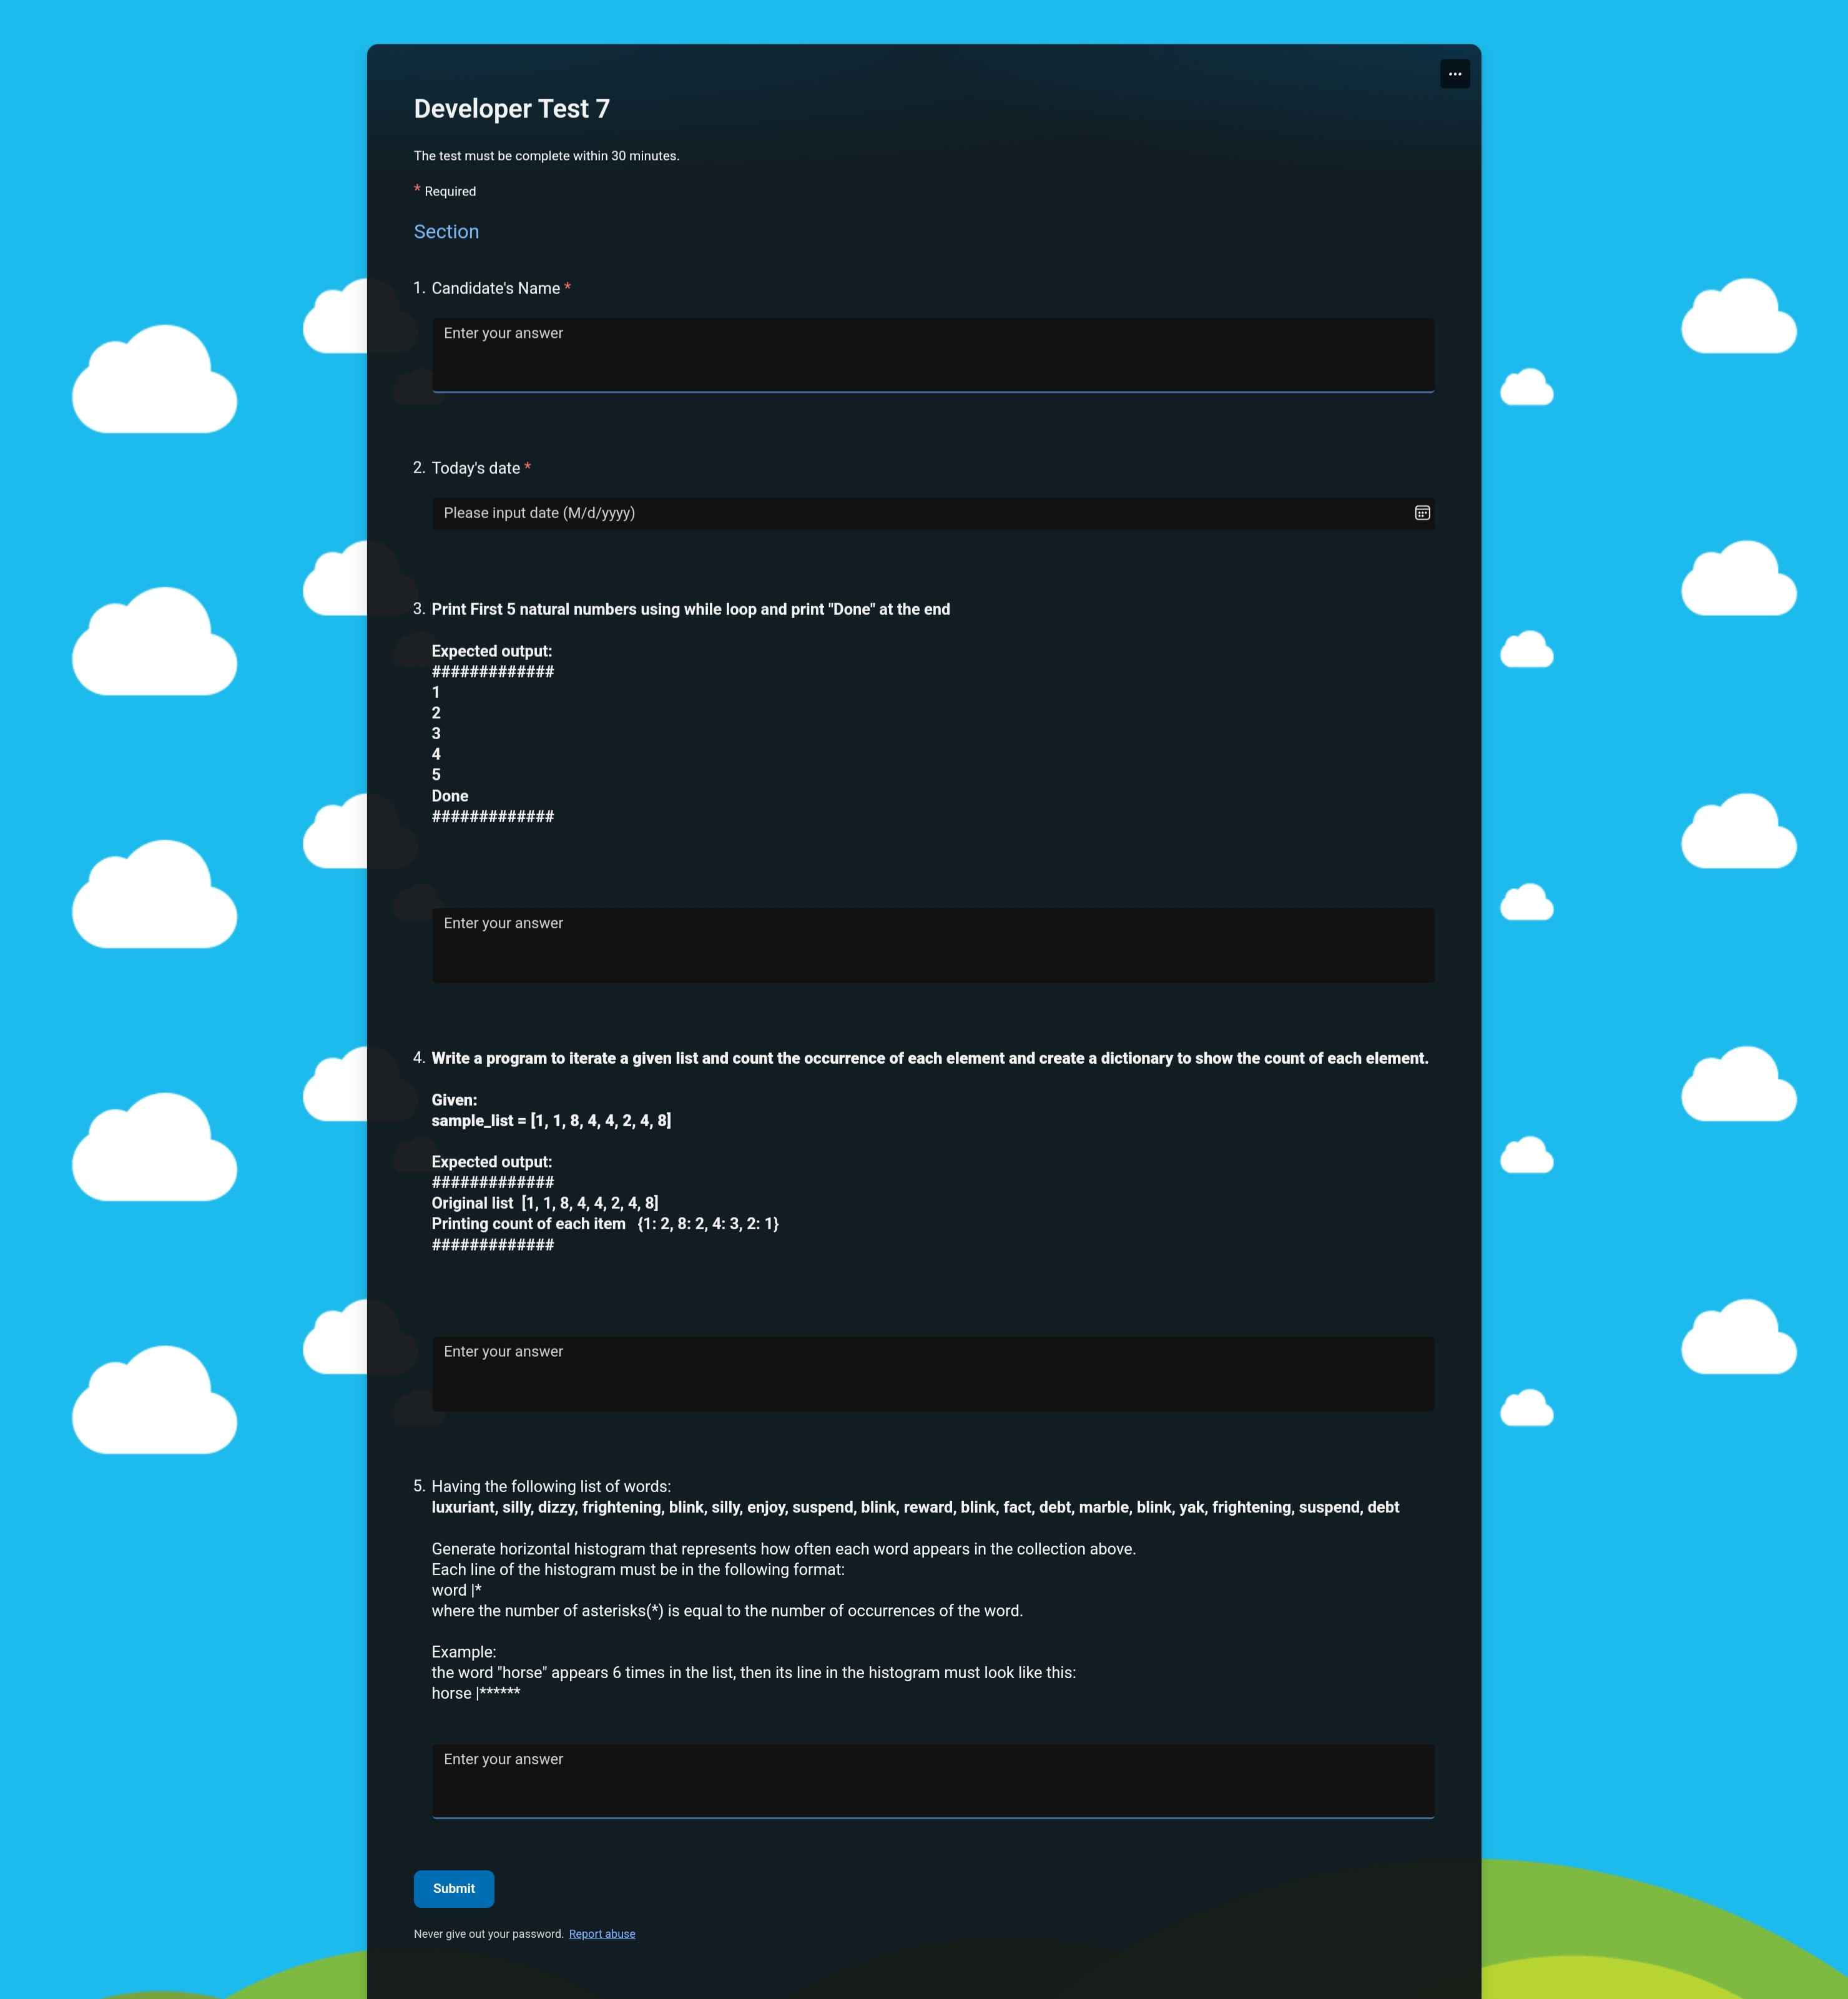 Developer Test 7
The test must be complete within 30 minutes.
* Required
Section
1. Candidate's Name *
Enter your answer
2. Today's date *
Please input date (M/d/yyyy)
3. Print First 5 natural numbers using while loop and print "Done" at the end
Expected output:
#############
1
2
3
4
5
Done
#############
Enter your answer
4. Write a program to iterate a given list and count the occurrence of each element and create a dictionary to show the count of each element.
Given:
sample_list = [1, 1, 8, 4, 4, 2, 4, 8]
Expected output:
#############
Original list  [1, 1, 8, 4, 4, 2, 4, 8]
Printing count of each item   {1: 2, 8: 2, 4: 3, 2: 1}
#############
Enter your answer
5. Having the following list of words:
luxuriant, silly, dizzy, frightening, blink, silly, enjoy, suspend, blink, reward, blink, fact, debt, marble, blink, yak, frightening, suspend, debt
Generate horizontal histogram that represents how often each word appears in the collection above.
Each line of the histogram must be in the following format:
word |*
where the number of asterisks(*) is equal to the number of occurrences of the word.
Example:
the word "horse" appears 6 times in the list, then its line in the histogram must look like this:
horse |******
Enter your answer
Submit
Never give out your password. Report abuse